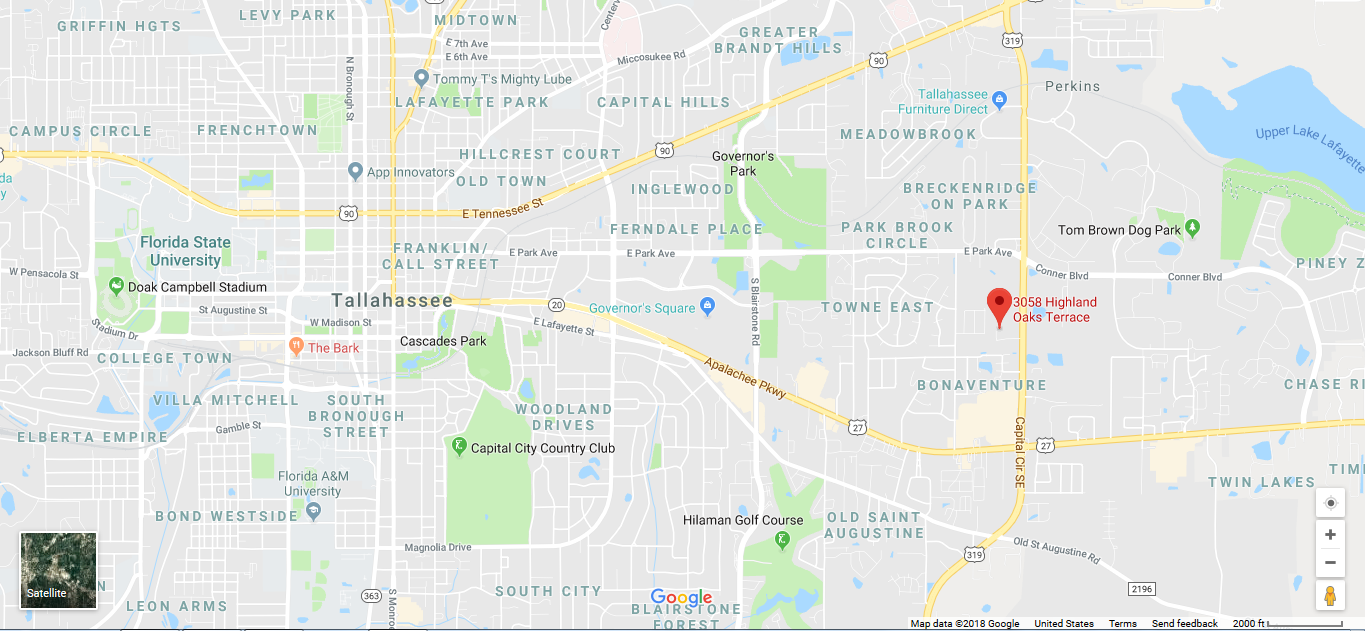 LEVY PARK
GRIFFIN HGTS
MIDTOWN
Centerv
GREATER
BRANDT HILLS
E 7th Ave
E 6th Ave
Miccosukee Rd
319
90
Tommy T's Mighty Lube
N Bronough St
LAFAYETTE PARK
CAPITAL HILLS
Tallahassee
Furniture Direct
Perkins
CAMPUS CIRCLE
FRENCHTOWN
MEADOWBROOK
Upper Lake Lafayette
HILLCREST COURT
90
Governor's
Park
App Innovators
OLD TOWN
INGLEWOOD
BRECKENRIDGE
ON PARK
da
y
90
E Tennessee St
FERNDALE PLACE
PARK BROOK
CIRCLE
Tom Brown Dog Park
Florida State
University
FRANKLIN/
CALL STREET
E Park Ave
E Park Ave
E Park Ave
PINEY Z
W Pensacola St
Conner Blvd
Conner Blvd
Doak Campbell Stadium
S Blairstone Rd
Tallahassee
20
Governor's Square
TOWNE EAST
3058 Highland
Oaks Terrace
St Augustine St
W Madison St
E Lafayette St
Stadium Dr
Cascades Park
Jackson Bluff Rd
COLLEGE TOWN
The Bark
Apalachee Pkwy
BONAVENTURE
CHASE RI
VILLA MITCHELL
SOUTH
BRONOUGH
STREET
WOODLAND
DRIVES
Gamble St
ELBERTA EMPIRE
27
Capital Cir SE
27
Capital City Country Club
Florida A&M
University
TWIN LAKES
TIM
BOND WESTSIDE
Hilaman Golf Course
OLD SAINT
AUGUSTINE
Magnolia Drive
319
Old St Augustine Rd
2196
Satellite
N
LEON ARMS
363
S Monro
SOUTH CITY
Google
BLAIRSTONE
FOREST
Map data ©2018 Google United States Terms Send feedback 2000 ft